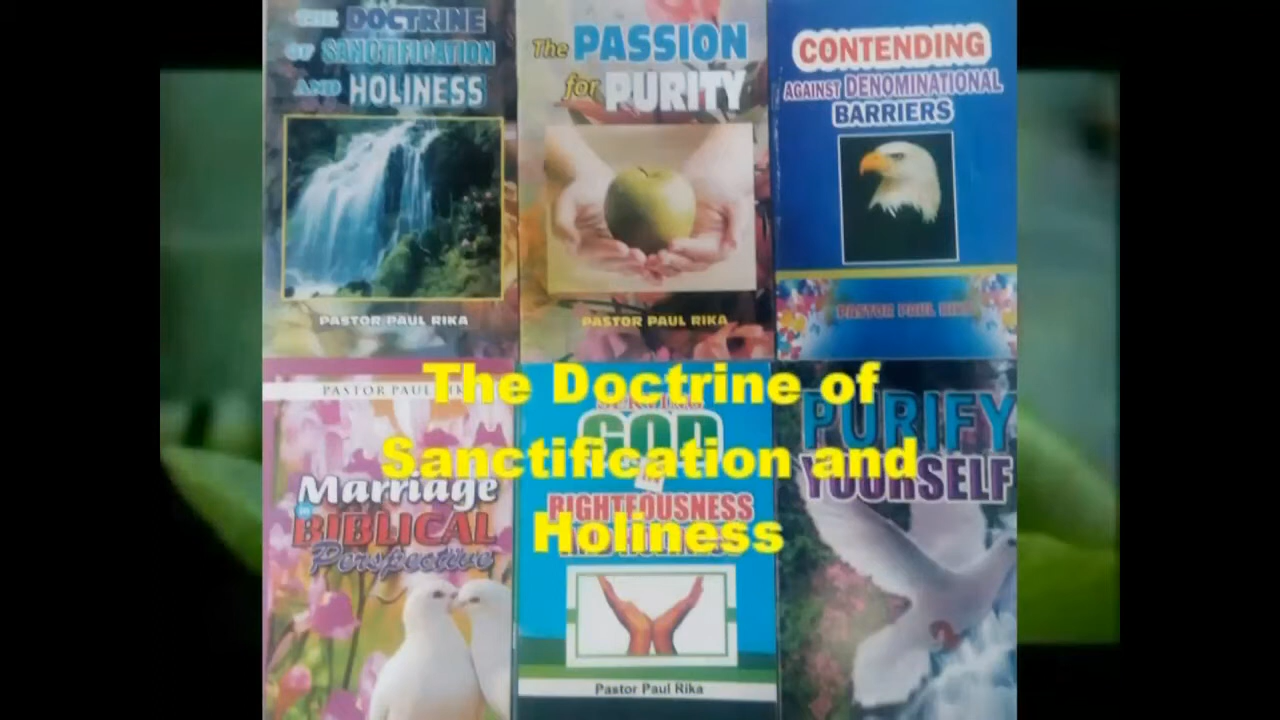 THE DOCTRINE
OF SANCTIFICATION
AND HOLINESS
PASTOR PAUL RIKA
The PASSION
for PURITY
PASTOR PAUL RIKA
CONTENDING
AGAINST DENOMINATIONAL
BARRIERS
PASTOR PAUL RIKA
The Doctrine of
Sanctification and
Holiness
PASTOR PAUL
Marriage
in
BIBLICAL
Perspective
GOD
RIGHTEOUSNESS
Pastor Paul Rika
PURIFY
YOURSELF